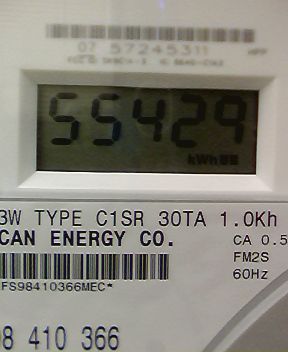 07 57245311
55429
kWh
3W TYPE C1SR 30TA 1.0Kh
CAN ENERGY CO.
CA 0.5
FM2S
60Hz
FS98410366MEC*
98 410 366